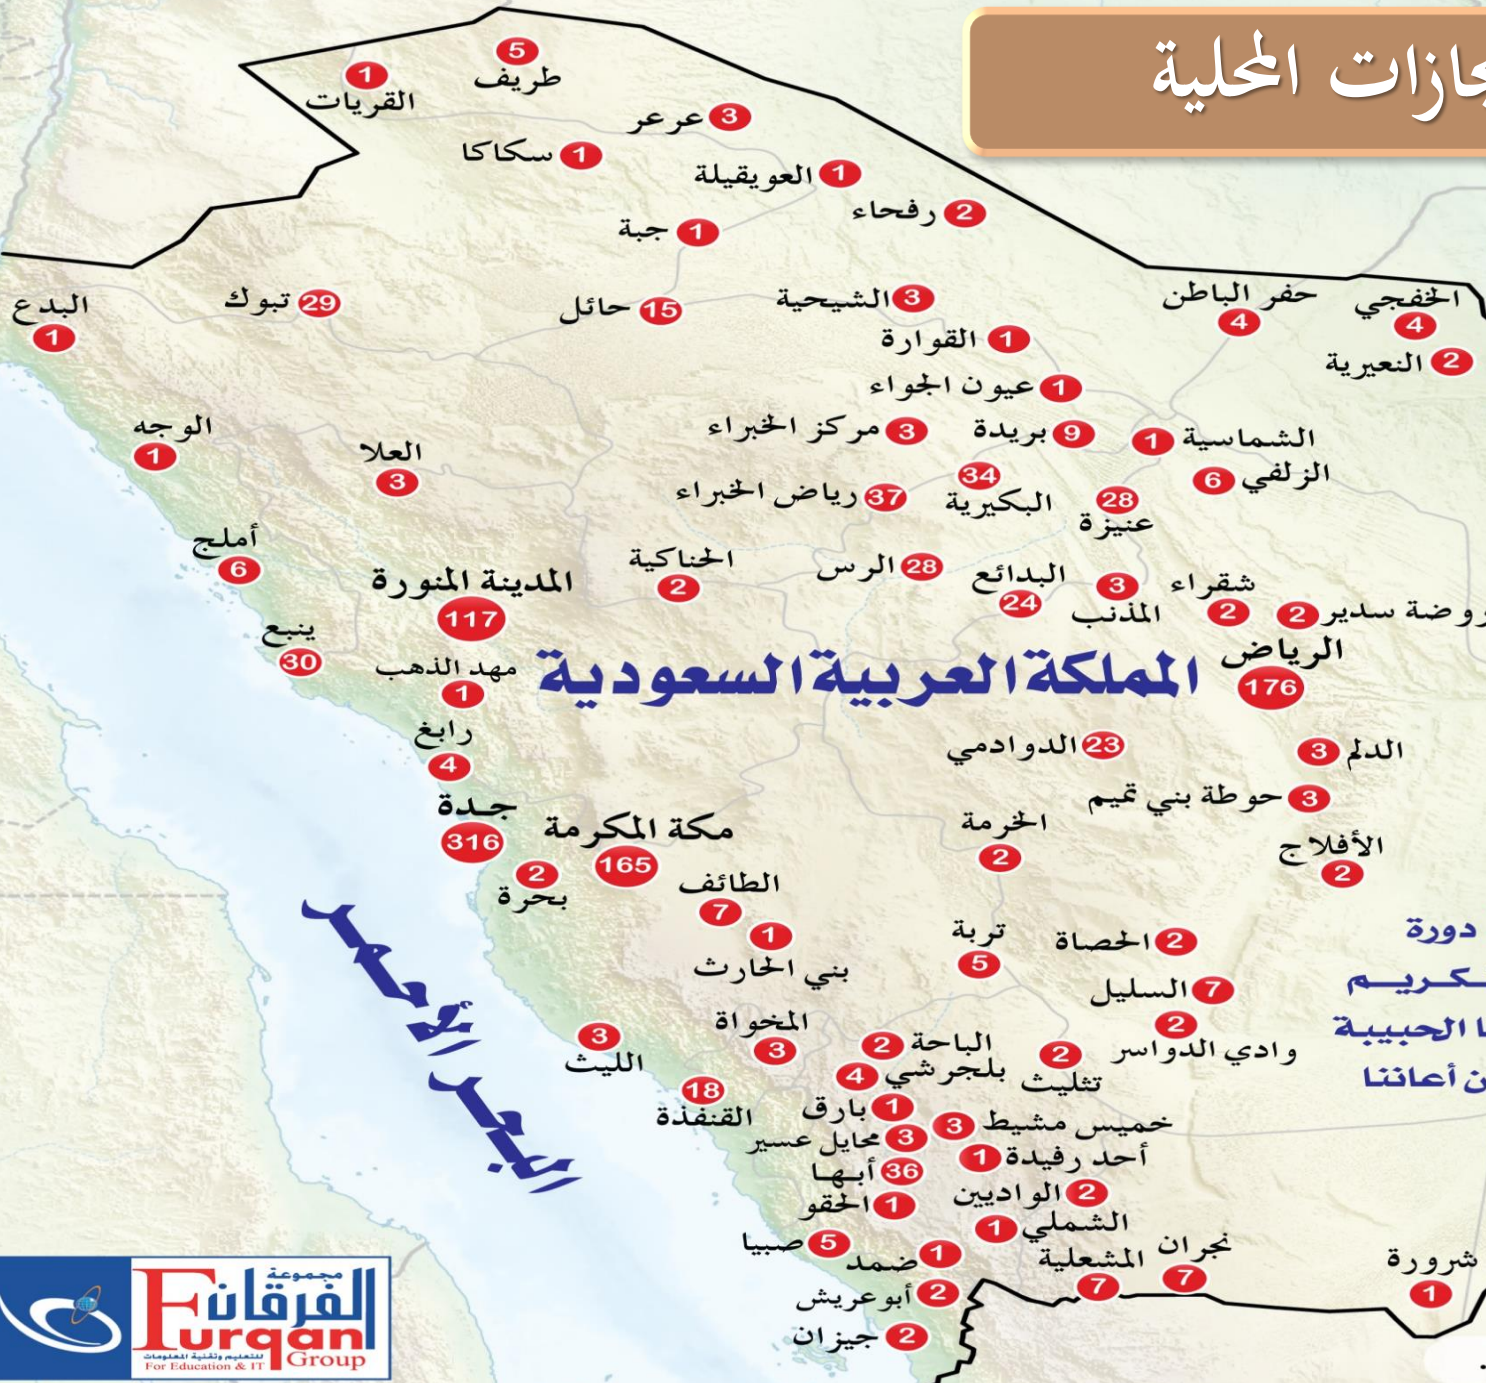 المحلية
5
طريف
1
القريات
عرعر 3
سكاكا 1
العويقيلة 1
رفحاء 2
جبة 1
البدع
1
تبوك 29
حائل 15
الشيحية 3
حفر الباطن
4
الخفجي
4
القوارة 1
النعيرية 2
عيون الجواء 1
الوجه
1
العلا
3
مركز الخبراء 3
بريدة 9
1 الشماسية
6 الزلفي
34
البكيرية
رياض الخبراء 37
28
عنيزة
أملج
6
المدينة المنورة
117
الحناكية
2
الرس 28
البدائع
24
3
المذنب
شقراء
2
2 روضة سدير
ينبع
30
مهد الذهب
1
المملكة العربية السعودية
الرياض
176
رابغ
4
الدوادمي 23
3 الدلم
حوطة بني تميم 3
جدة
316
مكة المكرمة
165
الخرمة
2
الأفلاج
2
2
بحرة
الطائف
7
1
بني الحارث
تربة
5
الحصاة 2
السليل 7
2
وادي الدواسر
دورة
الحبيبة
أعاننا
البحر الأحمر
3
الليث
المخواة
3
2 الباحة
4 بلجرشي
2
تثليث
18
القنفذة
بارق 1
محايل عسير 3
أبها 36
الحقو 1
3 خميس مشيط
1 أحد رفيدة
الواديين 2
1 الشملي
صبيا 5
ضمد 1
المشعلية
7
نجران
7
شرورة
1
أبوعريش 2
جيزان 2
مجموعة
الفرقان
Furqan
للتعليم وتقنية المعلومات
For Education & IT Group